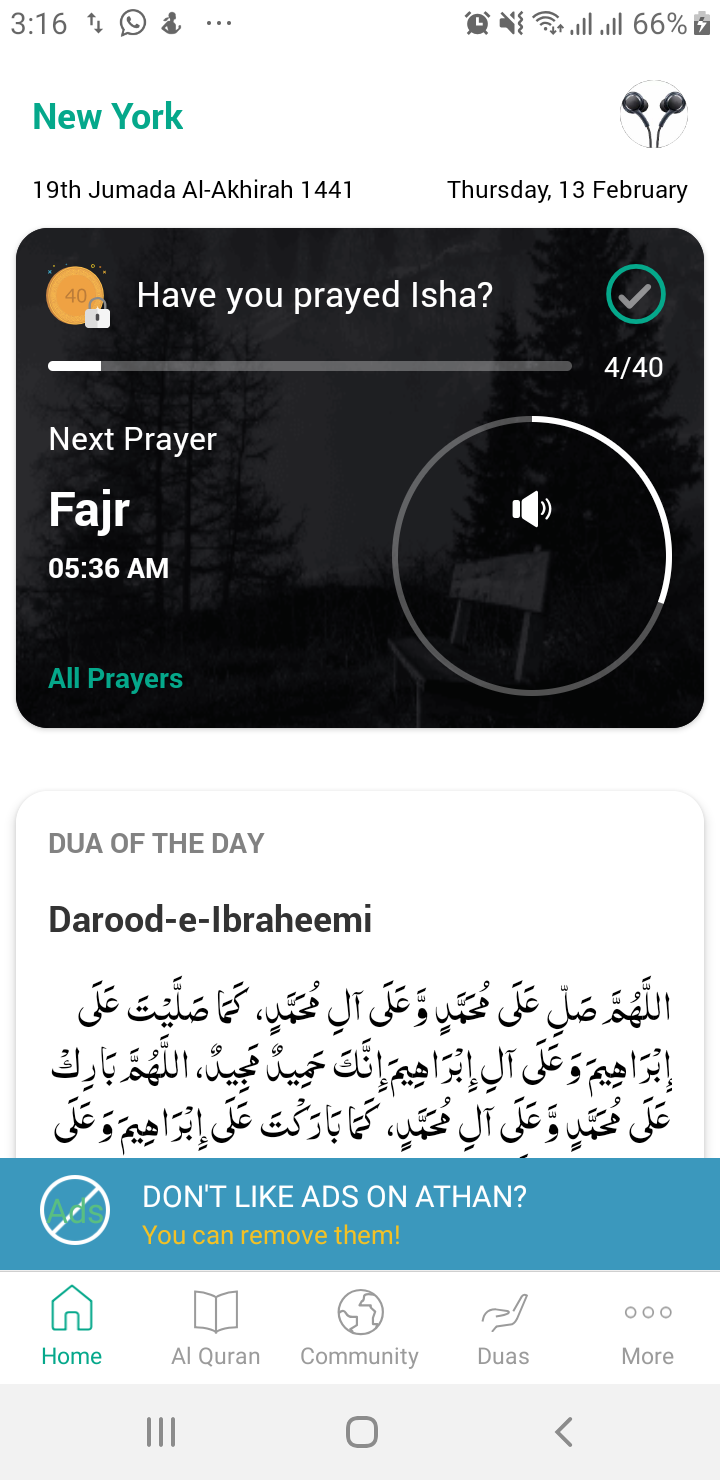 3:16
66%
New York
19th Jumada Al-Akhirah 1441
Thursday, 13 February
40
Have you prayed Isha?
4/40
Next Prayer
Fajr
05:36 AM
All Prayers
DUA OF THE DAY
Darood-e-Ibraheemi
اللَّهُمَّ صَلِّ عَلَى مُحَمَّدٍ وَّعَلَى آلِ مُحَمَّدٍ، كَمَا صَلَّيْتَ عَلَى
إِبْرَاهِيمَ وَعَلَى آلِ إِبْرَاهِيمَ إِنَّكَ حَمِيدٌ مَجِيدٌ، اللَّهُمَّ بَارِكْ
عَلَى مُحَمَّدٍ وَّعَلَى آلِ مُحَمَّدٍ، كَمَا بَارَكْتَ عَلَى إِبْرَاهِيمَ وَعَلَى
Ads
DON'T LIKE ADS ON ATHAN?
You can remove them!
Home
Al Quran
Community
Duas
More